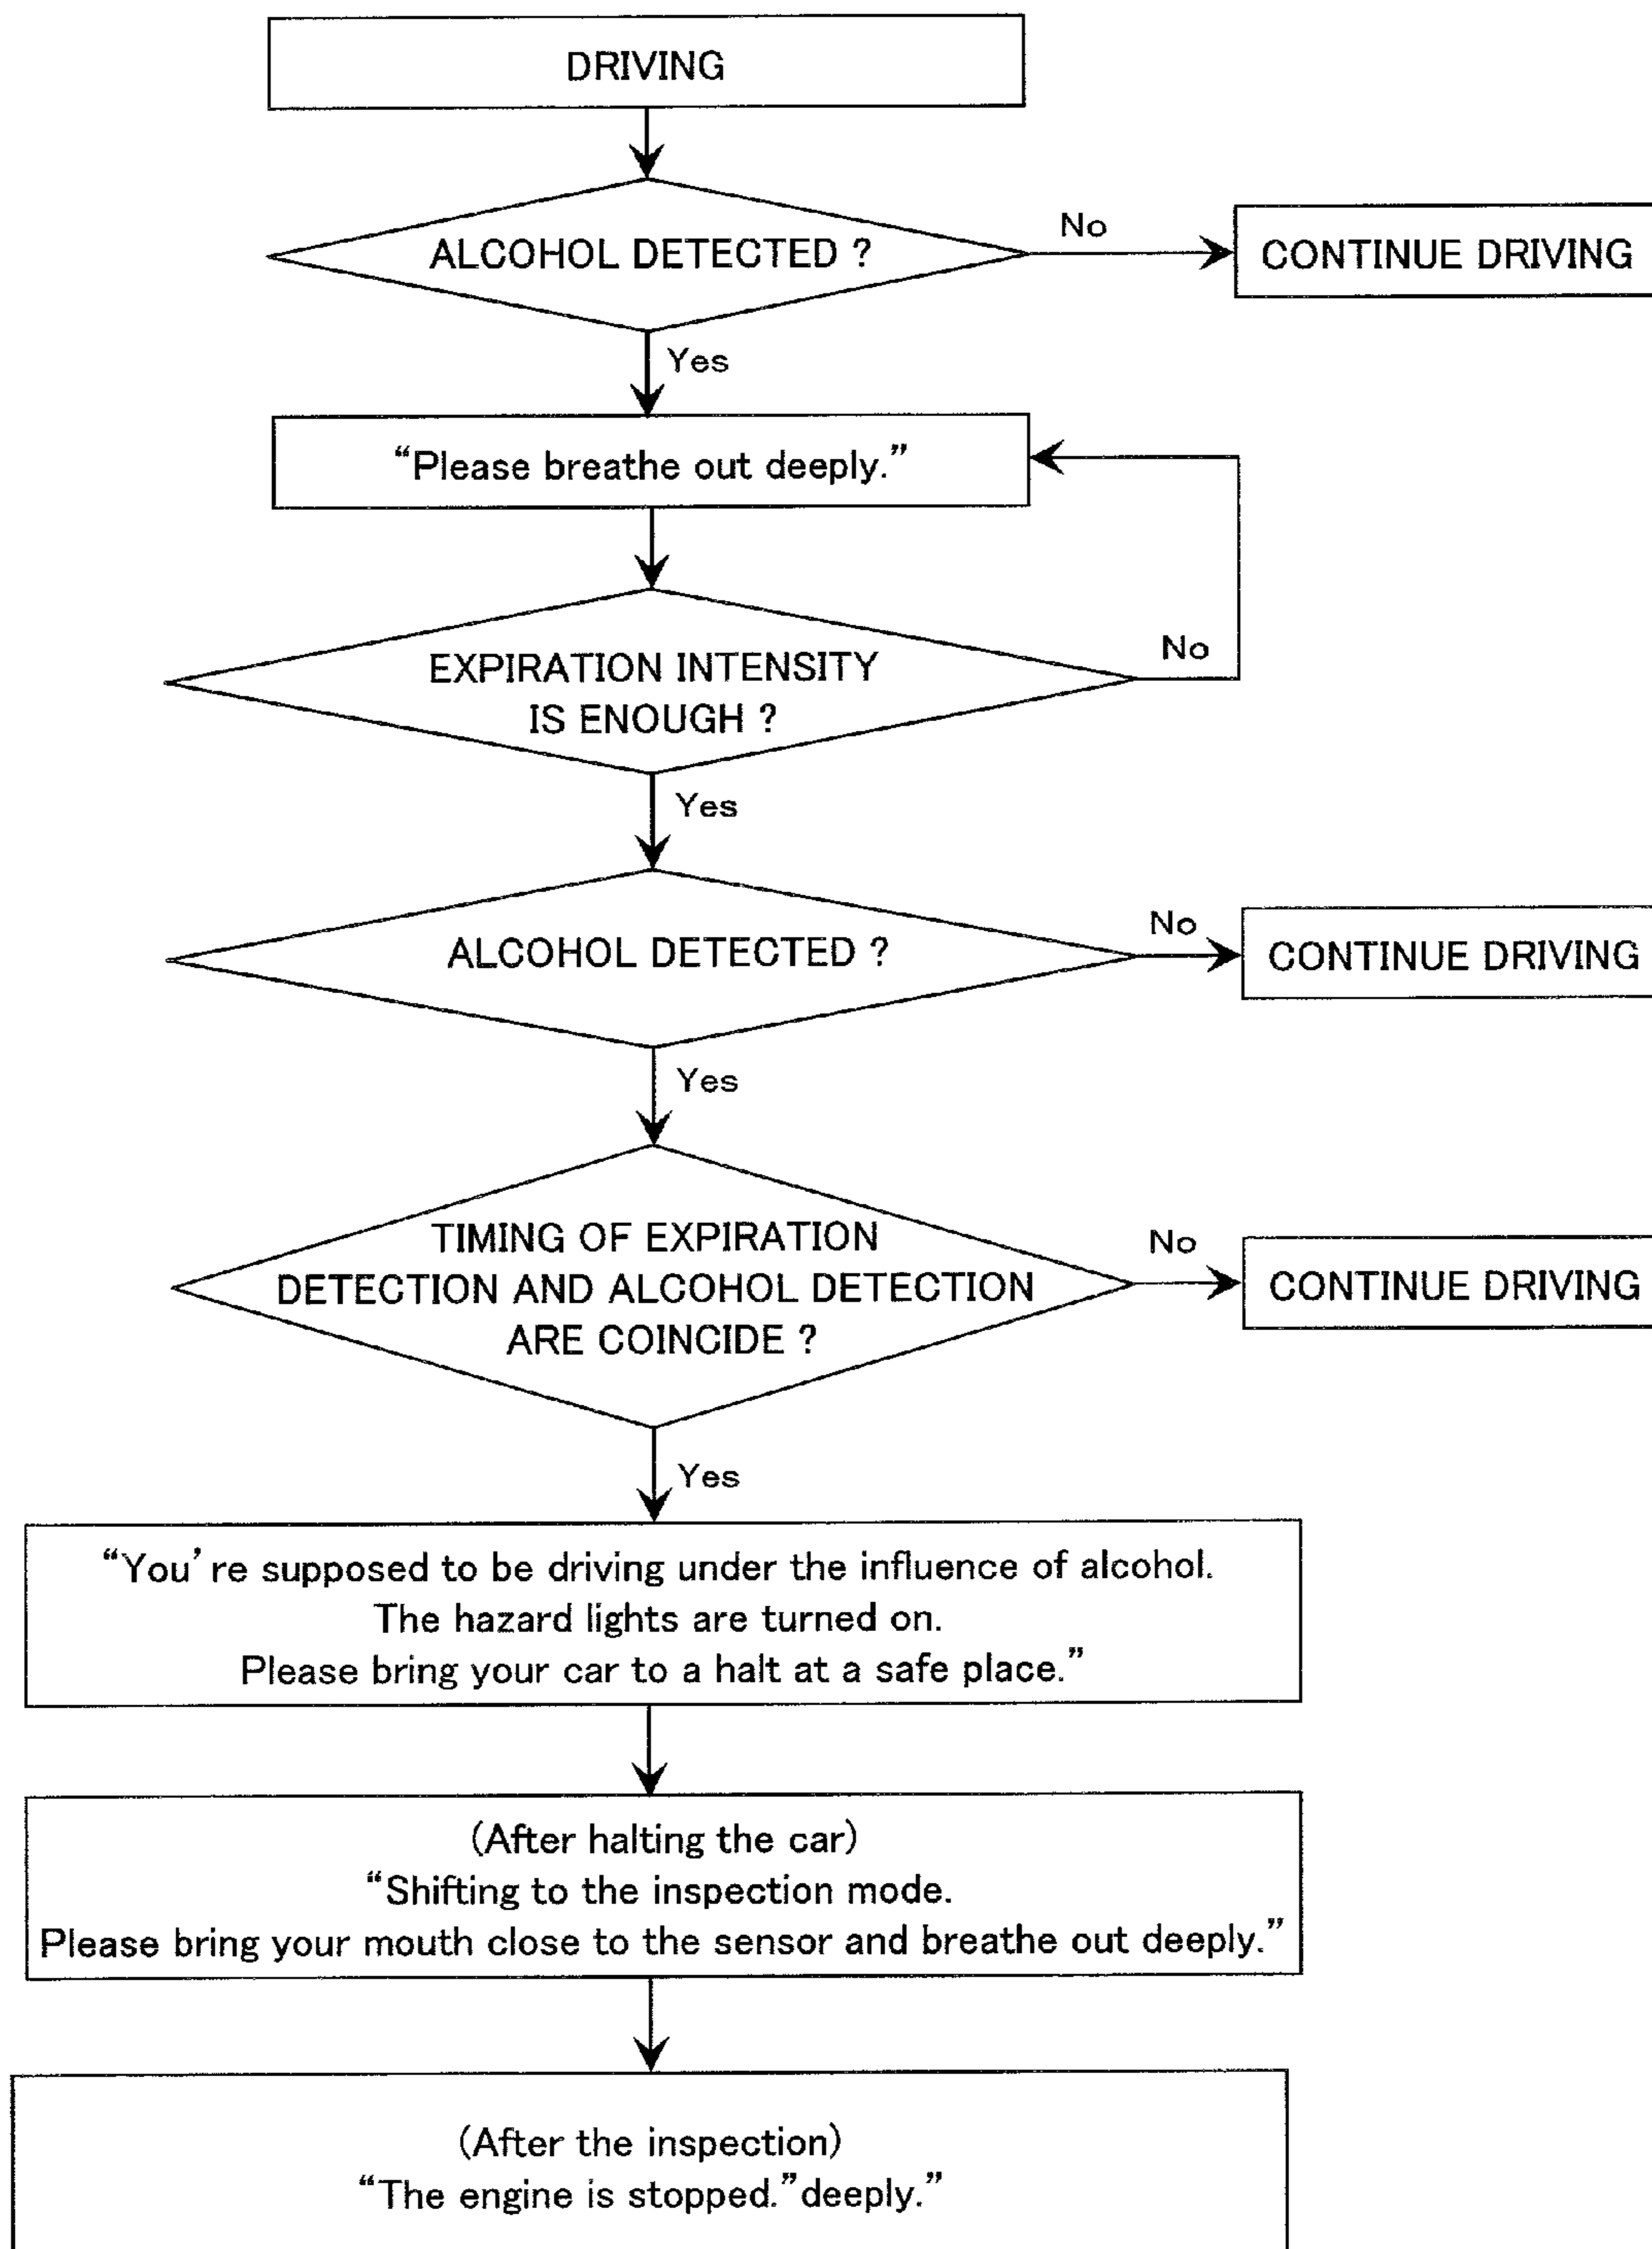 DRIVING
ALCOHOL DETECTED ?
No
CONTINUE DRIVING
Yes
“Please breathe out deeply.”
EXPIRATION INTENSITY
IS ENOUGH ?
No
Yes
ALCOHOL DETECTED ?
No
CONTINUE DRIVING
Yes
TIMING OF EXPIRATION
DETECTION AND ALCOHOL DETECTION
ARE COINCIDE ?
No
CONTINUE DRIVING
Yes
“You're supposed to be driving under the influence of alcohol.
The hazard lights are turned on.
Please bring your car to a halt at a safe place.”
(After halting the car)
“Shifting to the inspection mode.
Please bring your mouth close to the sensor and breathe out deeply.”
(After the inspection)
“The engine is stopped.”deeply.”